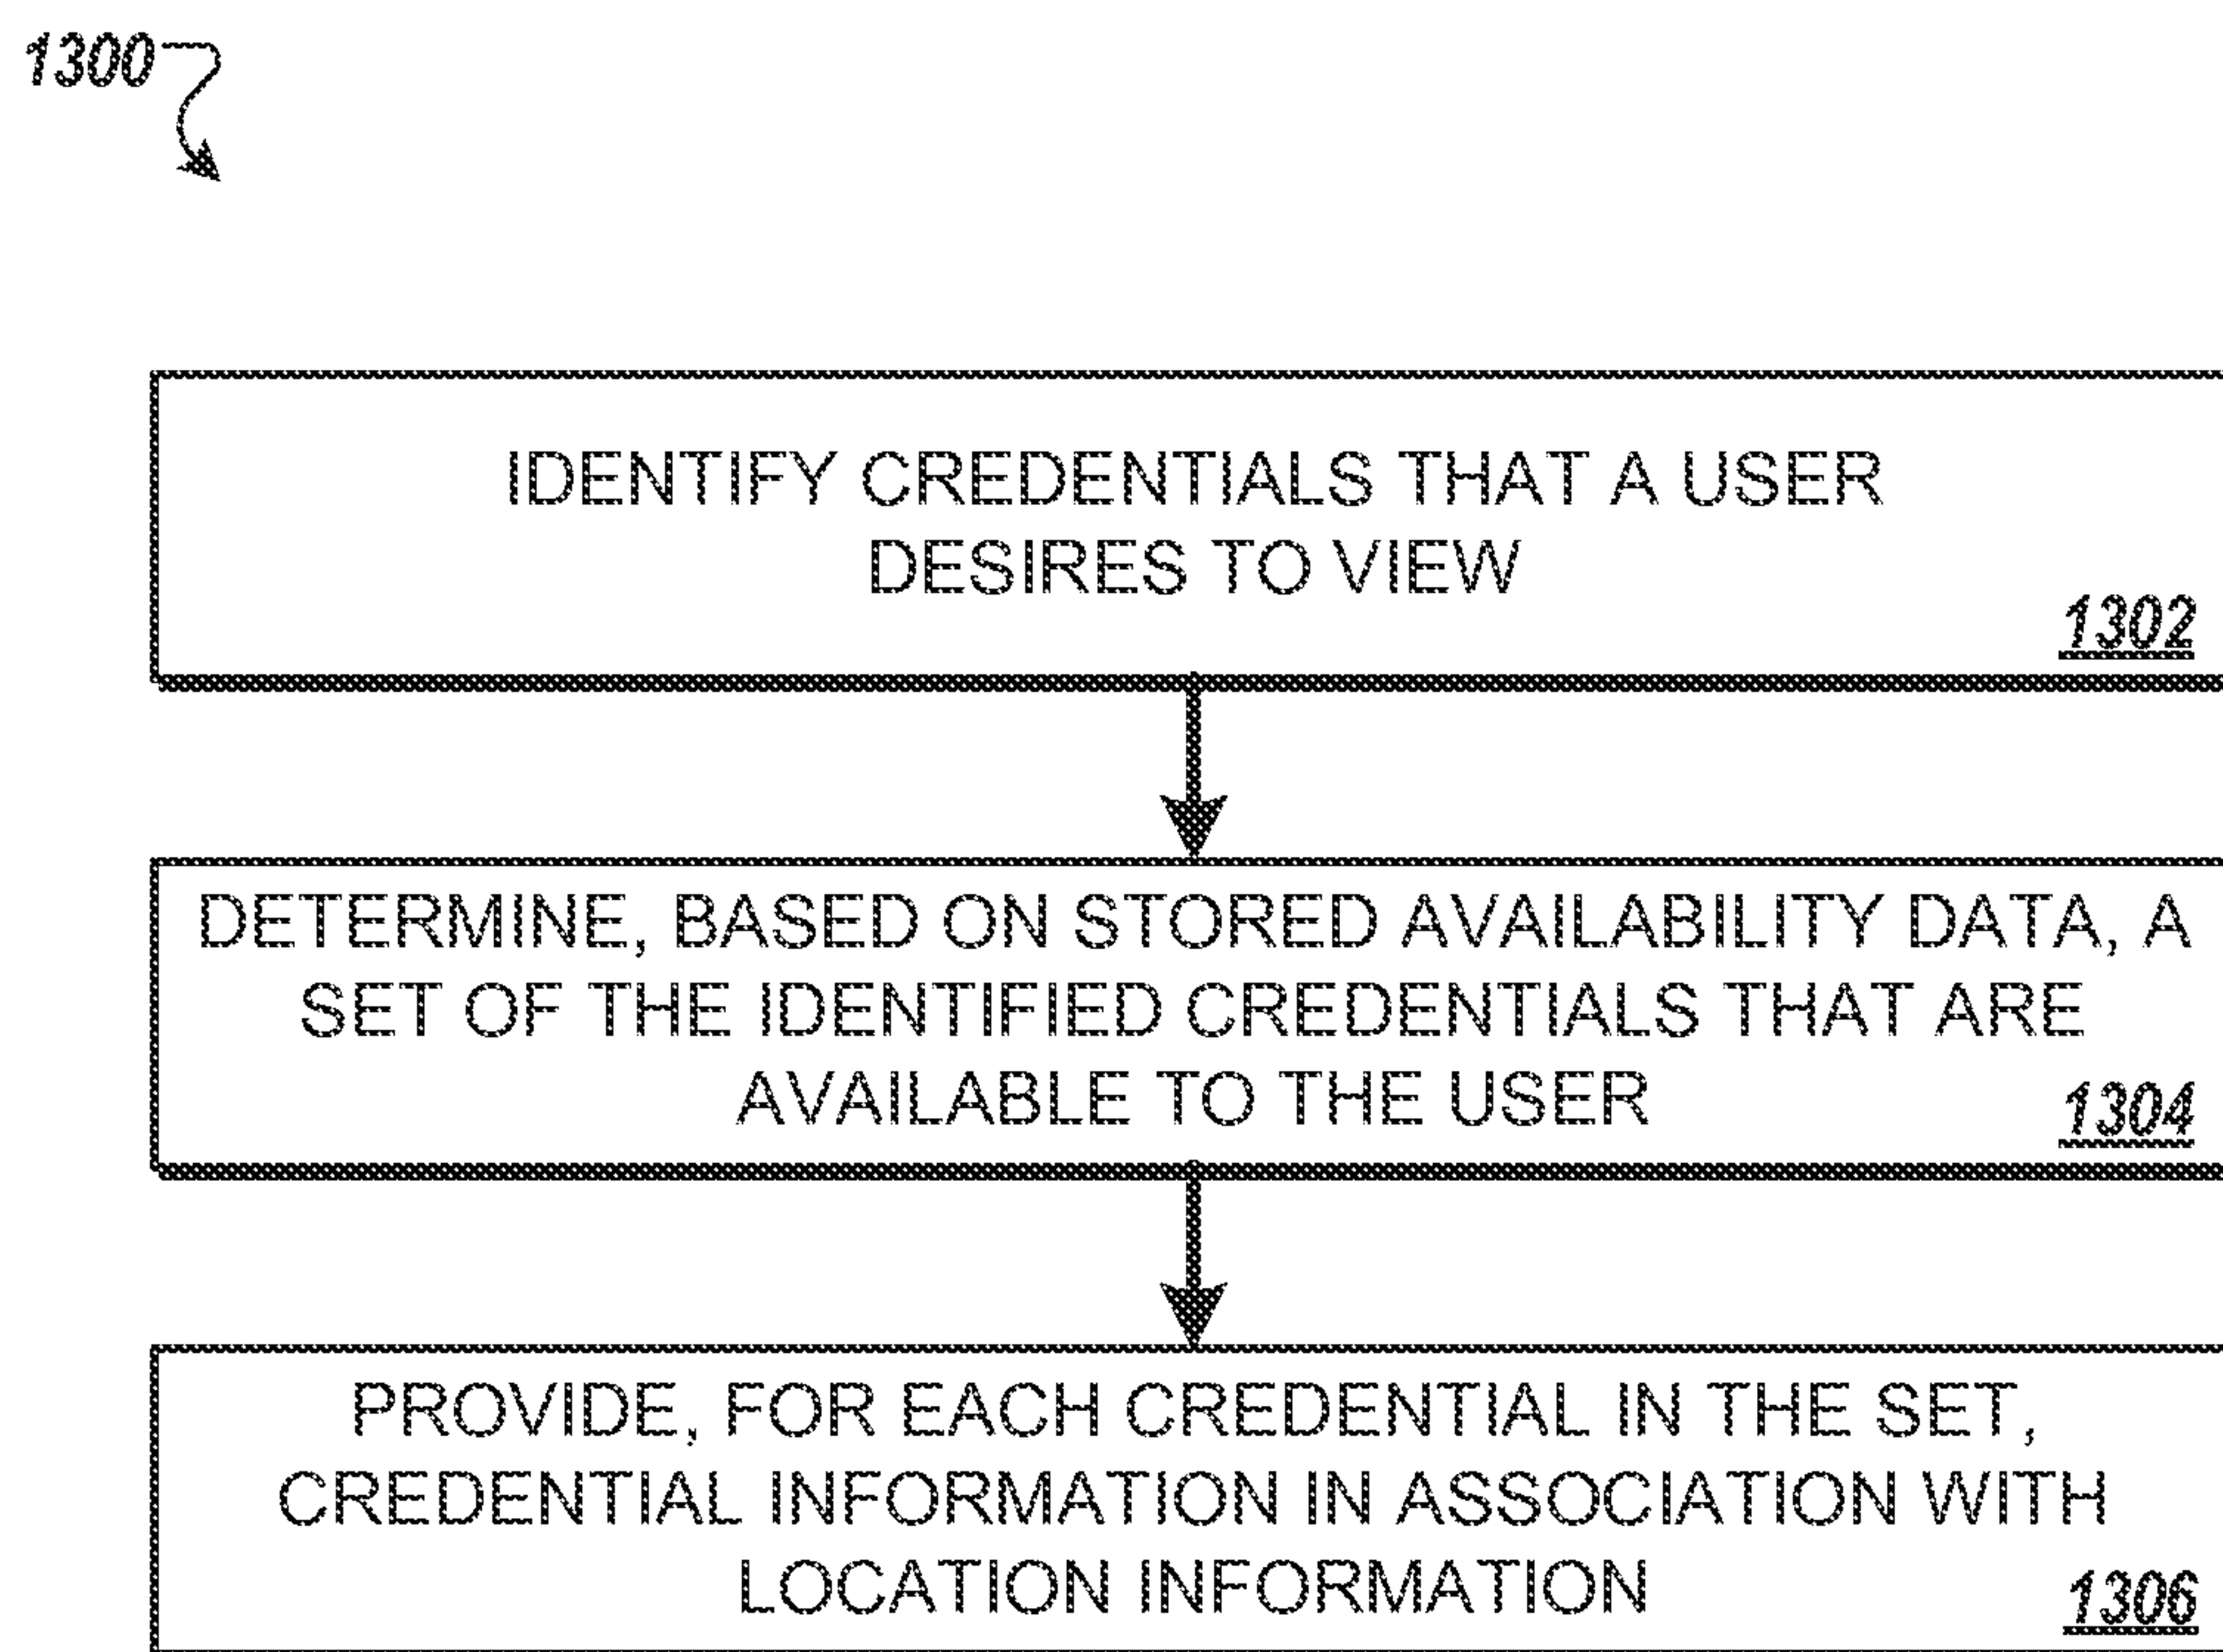 1300
IDENTIFY CREDENTIALS THAT A USER
DESIRES TO VIEW
1302
DETERMINE, BASED ON STORED AVAILABILITY DATA, A
SET OF THE IDENTIFIED CREDENTIALS THAT ARE
AVAILABLE TO THE USER
1304
PROVIDE, FOR EACH CREDENTIAL IN THE SET,
CREDENTIAL INFORMATION IN ASSOCIATION WITH
LOCATION INFORMATION
1306